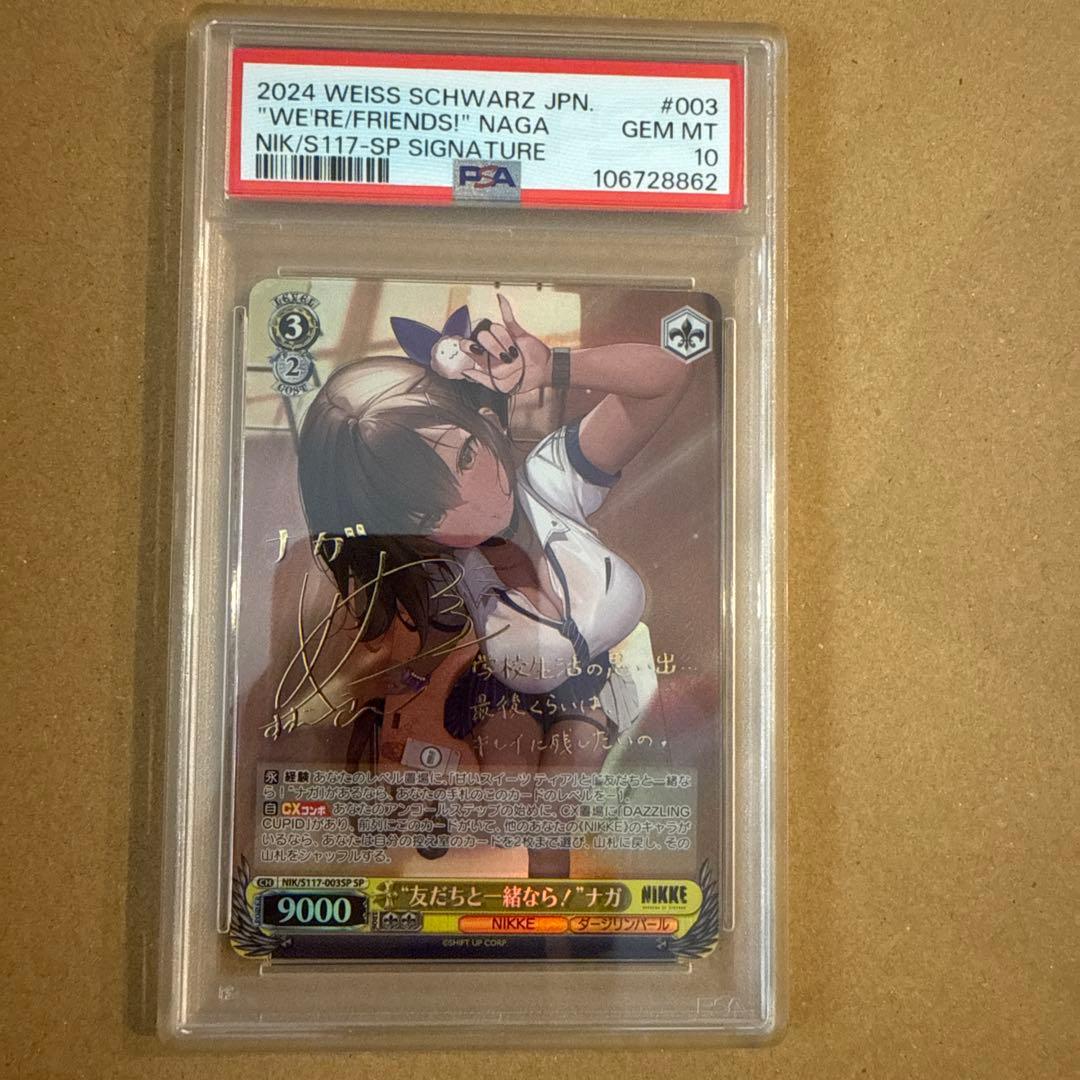 2024 WEISS SCHWARZ JPN. #003
"WE'RE/FRIENDS!" NAGA GEM MT
NIK/S117-SP SIGNATURE 10
PSA 106728862
LEVEL
3
2
COST
ナガ
学校生活の思い出…
最後くらいは、
キレイに残したいの。
永 経験 あなたのレベル置場に、「甘いスイーツ ティア」と「“友だちと一緒なら!”ナガ」があるなら、あなたの手札のこのカードのレベルを－1。
自 CXコンボ あなたのアンコールステップの始めに、CX置場に「DAZZLING CUPID」があり、前列にこのカードがいて、他のあなたの《NIKKE》のキャラがいるなら、あなたは自分の控え室のカードを2枚まで選び、山札に戻し、その山札をシャッフルする。
CH NIK/S117-003SP SP
“友だちと一緒なら!”ナガ NIKKE
POWER 9000 SOUL NIKKE ダージリンパール
©SHIFT UP CORP.
PSA